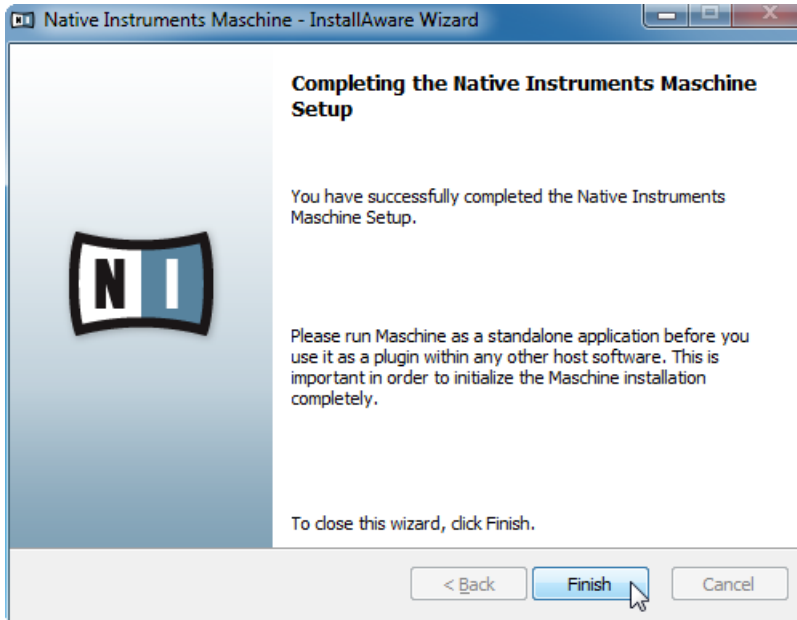 Native Instruments Maschine - InstallAware Wizard
Completing the Native Instruments Maschine
Setup
You have successfully completed the Native Instruments
Maschine Setup.
NI
Please run Maschine as a standalone application before you
use it as a plugin within any other host software. This is
important in order to initialize the Maschine installation
completely.
To close this wizard, click Finish.
< Back
Finish
Cancel